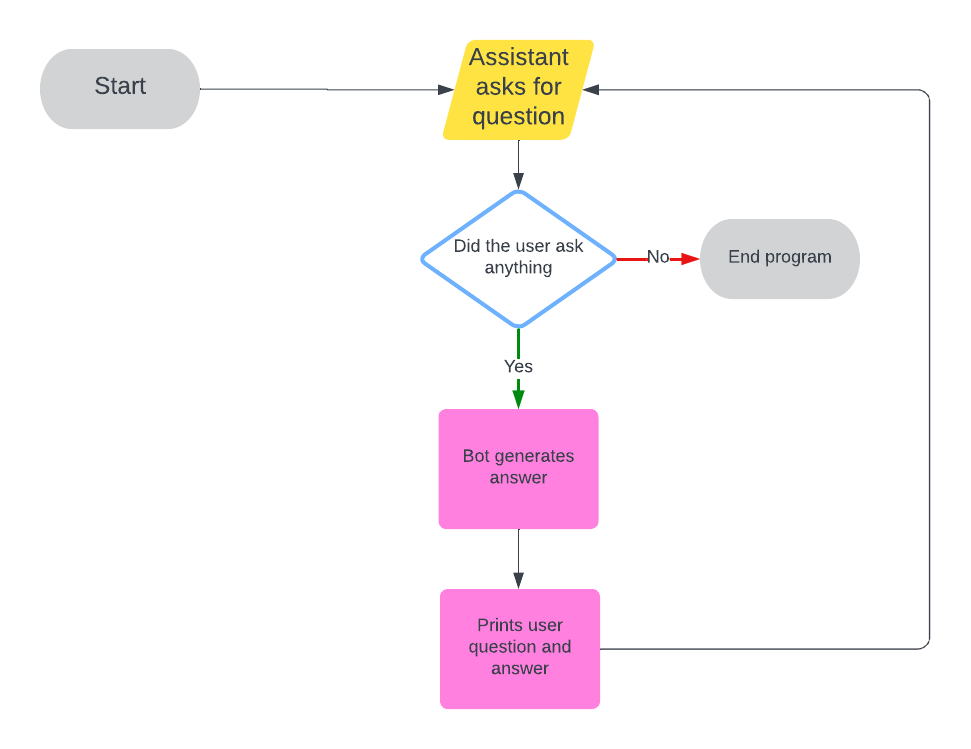 Start
Assistant
asks for
question
Did the user ask
anything
No
End program
Yes
Bot generates
answer
Prints user
question and
answer